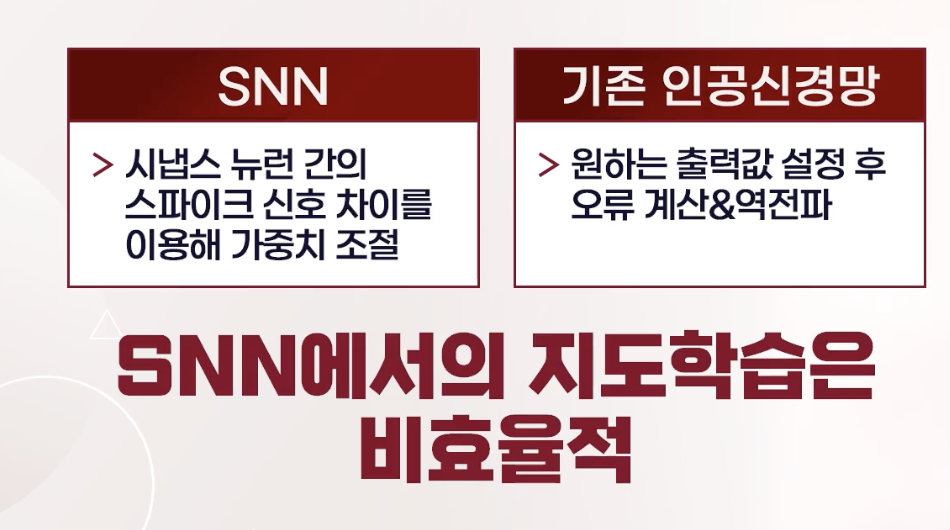 SNN
> 시냅스 뉴런 간의
스파이크 신호 차이를
이용해 가중치 조절
기존 인공신경망
> 원하는 출력값 설정 후
오류 계산&역전파
SNN에서의 지도학습은
비효율적